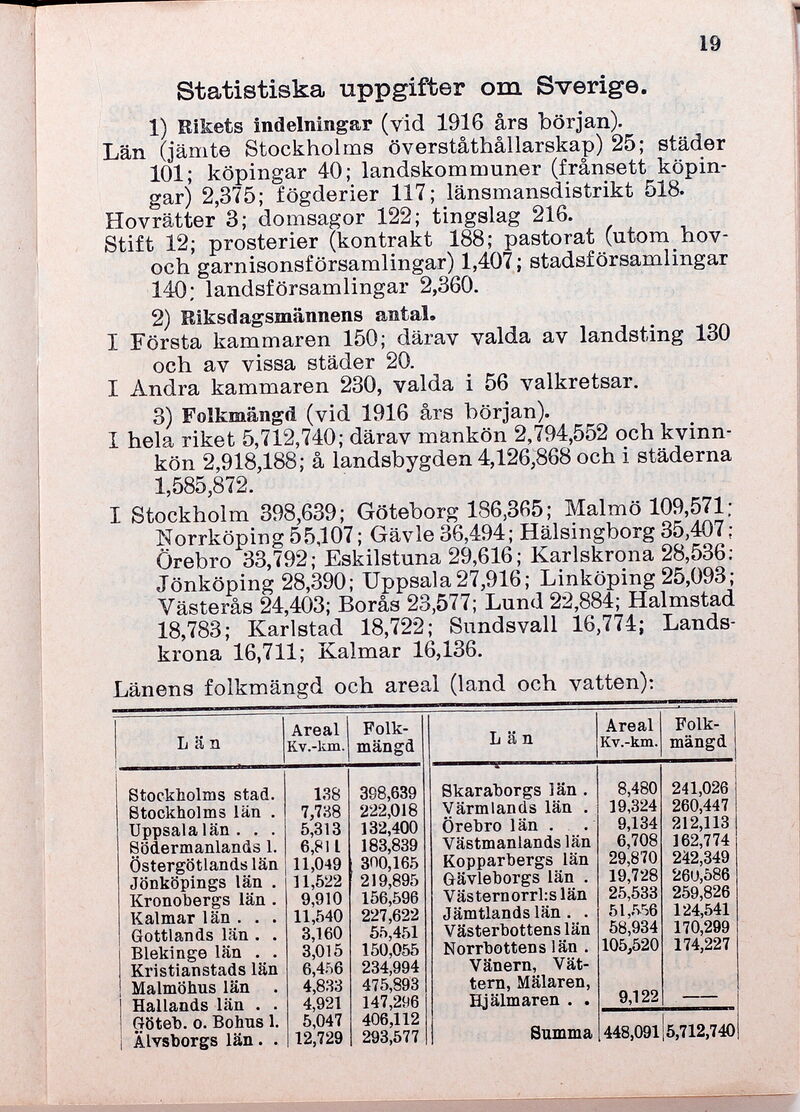 19
Statistiska uppgifter om Sverige.
1) Rikets indelningar (vid 1916 års början).
Län (jämte Stockholms överståthållarskap) 25; städer
101; köpingar 40; landskommuner (frånsett köpin-
gar) 2,375; fögderier 117; länsmansdistrikt 518.
Hovrätter 3; domsagor 122; tingslag 216.
Stift 12; prosterier (kontrakt 188; pastorat (utom hov-
och garnisonsförsamlingar) 1,407; stadsförsamlingar
140; landsförsamlingar 2,360.
2) Riksdagsmännens antal.
I Första kammaren 150; därav valda av landsting 130
och av vissa städer 20.
I Andra kammaren 230, valda i 56 valkretsar.
3) Folkmängd (vid 1916 års början).
I hela riket 5,712,740; därav mankön 2,794,552 och kvinn-
kön 2,918,188; å landsbygden 4,126,868 och i städerna
1,585,872.
I Stockholm 398,639; Göteborg 186,365; Malmö 109,571;
Norrköping 55,107; Gävle 36,494; Hälsingborg 35,407;
Örebro 33,792; Eskilstuna 29,616; Karlskrona 28,536;
Jönköping 28,390; Uppsala 27,916; Linköping 25,093;
Västerås 24,403; Borås 23,577; Lund 22,884; Halmstad
18,783; Karlstad 18,722; Sundsvall 16,774; Lands-
krona 16,711; Kalmar 16,136.
Länens folkmängd och areal (land och vatten):
Län Areal Kv.-km. Folk-mängd
Stockholms stad. 138 398,639
Stockholms län . 7,738 222,018
Uppsala län . . . 5,313 132,400
Södermanlands l. 6,811 183,839
Östergötlands län 11,049 300,165
Jönköpings län . 11,522 219,895
Kronobergs län . 9,910 156,596
Kalmar län . . . 11,540 227,622
Gottlands län . . 3,160 55,451
Blekinge län . . 3,015 150,055
Kristianstads län 6,456 234,994
Malmöhus län . 4,833 475,893
Hallands län . . 4,921 147,296
Göteb. o. Bohus l. 5,047 406,112
Älvsborgs län . . 12,729 293,577
Län Areal Kv.-km. Folk-mängd
Skaraborgs län . 8,480 241,026
Värmlands län . 19,324 260,447
Örebro län . . 9,134 212,113
Västmanlands län 6,708 162,774
Kopparbergs län 29,870 242,349
Gävleborgs län . 19,728 260,586
Västernorrl:s län 25,533 259,826
Jämtlands län . . 51,556 124,541
Västerbottens län 58,934 170,299
Norrbottens län . 105,520 174,227
Vänern, Vät-
tern, Mälaren,
Hjälmaren . . 9,122 ——
Summa 448,091 5,712,740